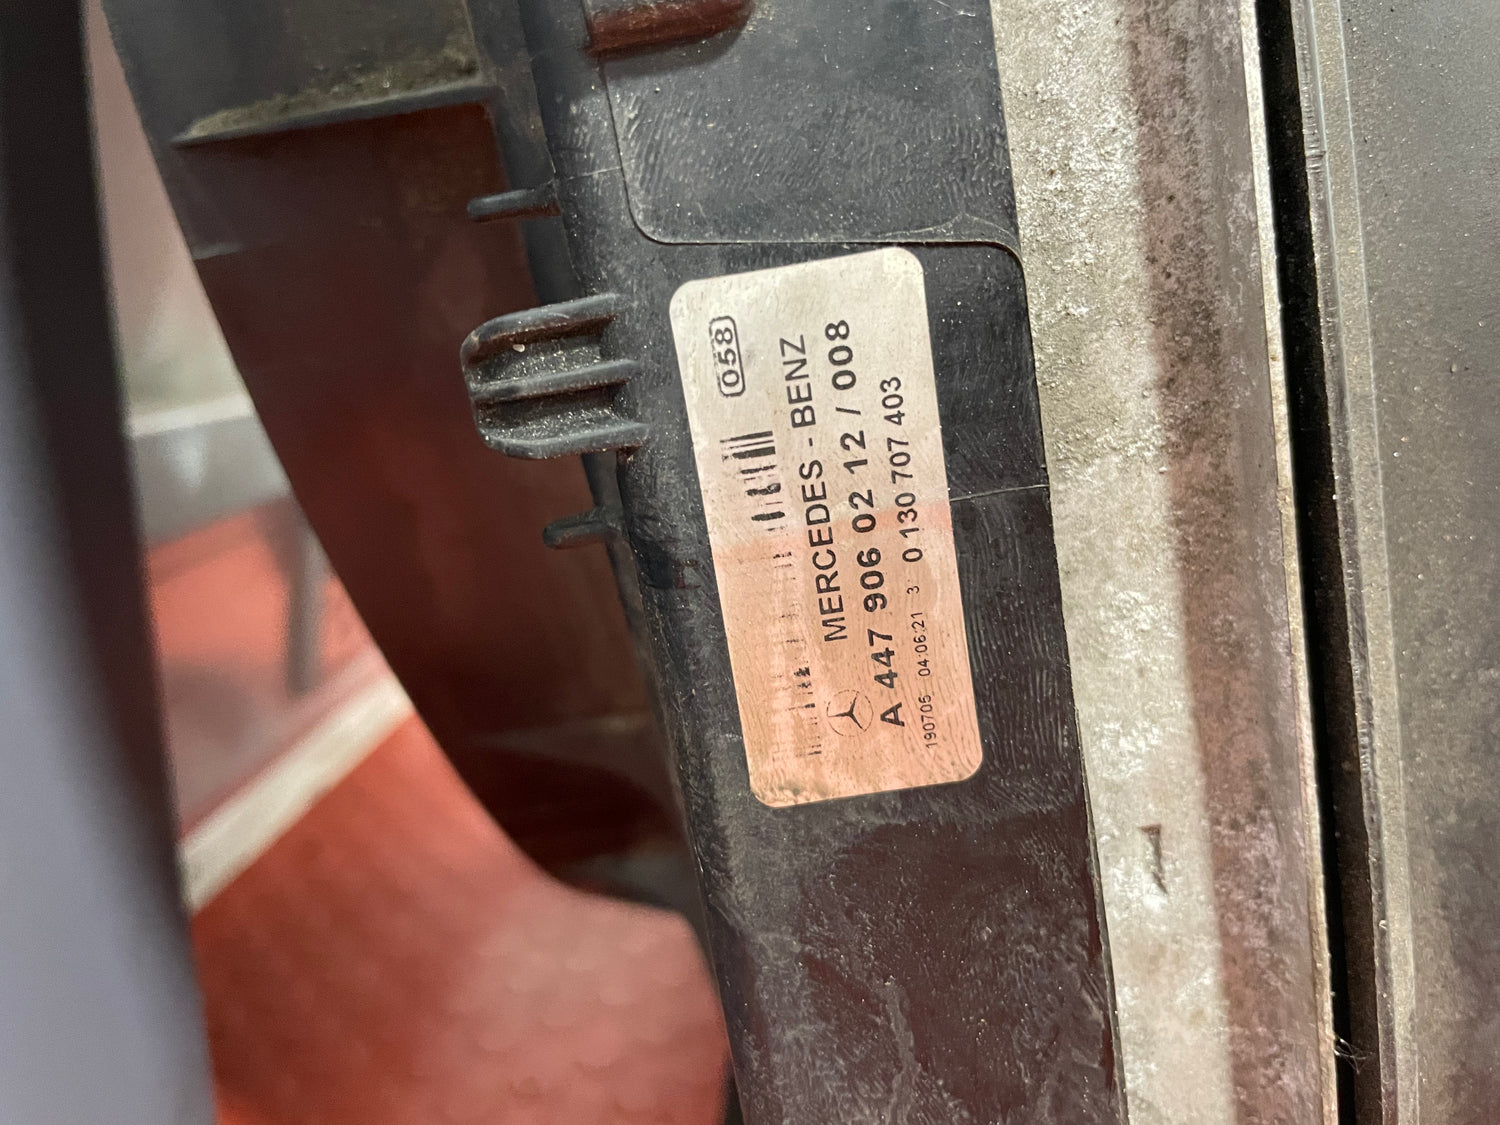 058
MERCEDES - BENZ
A 447 906 02 12 / 008
190705 04:06:21 3 0 130 707 403